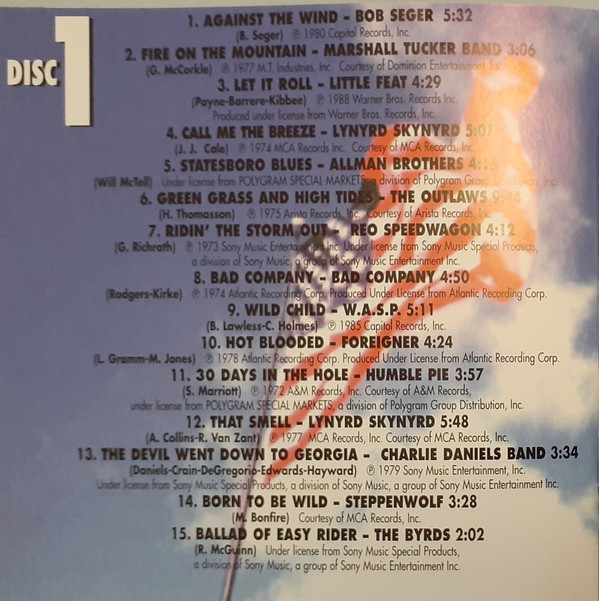 DISC 1
1. AGAINST THE WIND - BOB SEGER 5:32
(B. Seger) ℗ 1980 Capitol Records, Inc.
2. FIRE ON THE MOUNTAIN - MARSHALL TUCKER BAND 3:06
(G. McCorkle) ℗ 1977 M.T. Industries, Inc. Courtesy of Dominion Entertainment, Inc.
3. LET IT ROLL - LITTLE FEAT 4:29
(Payne-Barrere-Kibbee) ℗ 1988 Warner Bros. Records Inc.
Produced under license from Warner Bros. Records Inc.
4. CALL ME THE BREEZE - LYNYRD SKYNYRD 5:07
(J. J. Cale) ℗ 1974 MCA Records Inc. Courtesy of MCA Records, Inc.
5. STATESBORO BLUES - ALLMAN BROTHERS 4:16
(Will McTell) Under license from POLYGRAM SPECIAL MARKETS, a division of Polygram Group Inc.
6. GREEN GRASS AND HIGH TIDES - THE OUTLAWS 9:44
(H. Thomasson) ℗ 1975 Arista Records, Inc. Courtesy of Arista Records, Inc.
7. RIDIN' THE STORM OUT - REO SPEEDWAGON 4:12
(G. Richrath) ℗ 1973 Sony Music Entertainment Inc. Under license from Sony Music Special Products,
a division of Sony Music, a group of Sony Music Entertainment Inc.
8. BAD COMPANY - BAD COMPANY 4:50
(Rodgers-Kirke) ℗ 1974 Atlantic Recording Corp. Produced Under License from Atlantic Recording Corp.
9. WILD CHILD - W.A.S.P. 5:11
(B. Lawless-C. Holmes) ℗ 1985 Capitol Records, Inc.
10. HOT BLOODED - FOREIGNER 4:24
(L. Gramm-M. Jones) ℗ 1978 Atlantic Recording Corp. Produced Under License from Atlantic Recording Corp.
11. 30 DAYS IN THE HOLE - HUMBLE PIE 3:57
(S. Marriott) ℗ 1972 A&M Records, Inc. Courtesy of A&M Records,
under license from POLYGRAM SPECIAL MARKETS, a division of Polygram Group Distribution, Inc.
12. THAT SMELL - LYNYRD SKYNYRD 5:48
(A. Collins-R. Van Zant) ℗ 1977 MCA Records, Inc. Courtesy of MCA Records, Inc.
13. THE DEVIL WENT DOWN TO GEORGIA - CHARLIE DANIELS BAND 3:34
(Daniels-Crain-DeGregorio-Edwards-Hayward) ℗ 1979 Sony Music Entertainment, Inc.
Under license from Sony Music Special Products, a division of Sony Music, a group of Sony Music Entertainment Inc.
14. BORN TO BE WILD - STEPPENWOLF 3:28
(M. Bonfire) Courtesy of MCA Records, Inc.
15. BALLAD OF EASY RIDER - THE BYRDS 2:02
(R. McGuinn) Under license from Sony Music Special Products,
a division of Sony Music, a group of Sony Music Entertainment Inc.